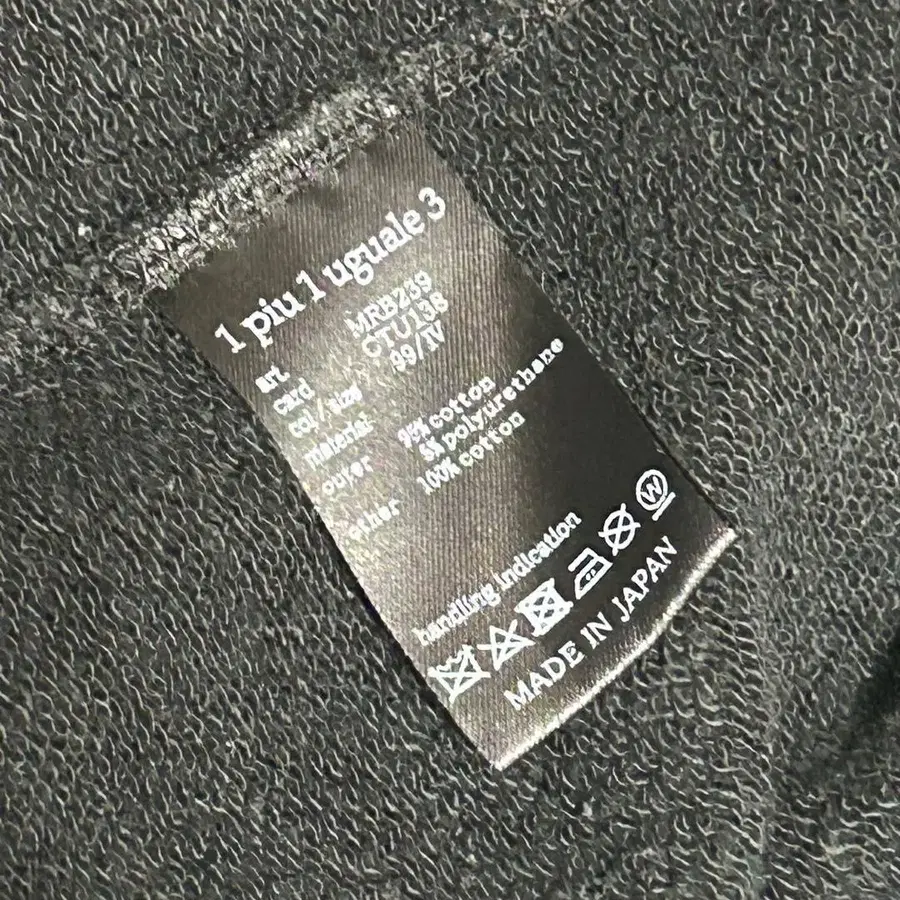 1 piu 1 uguale 3
art. MRB239
card CTU138
col/size 99/IV
material
outer 95% cotton
5% polyurethane
other 100% cotton
handling indication
W
MADE IN JAPAN